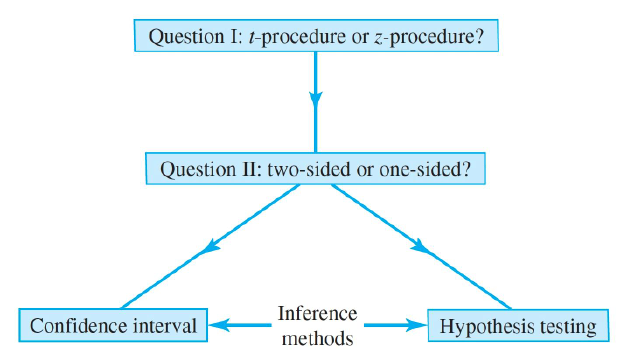 Question I: t-procedure or z-procedure?
Question II: two-sided or one-sided?
Confidence interval
Inference
methods
Hypothesis testing